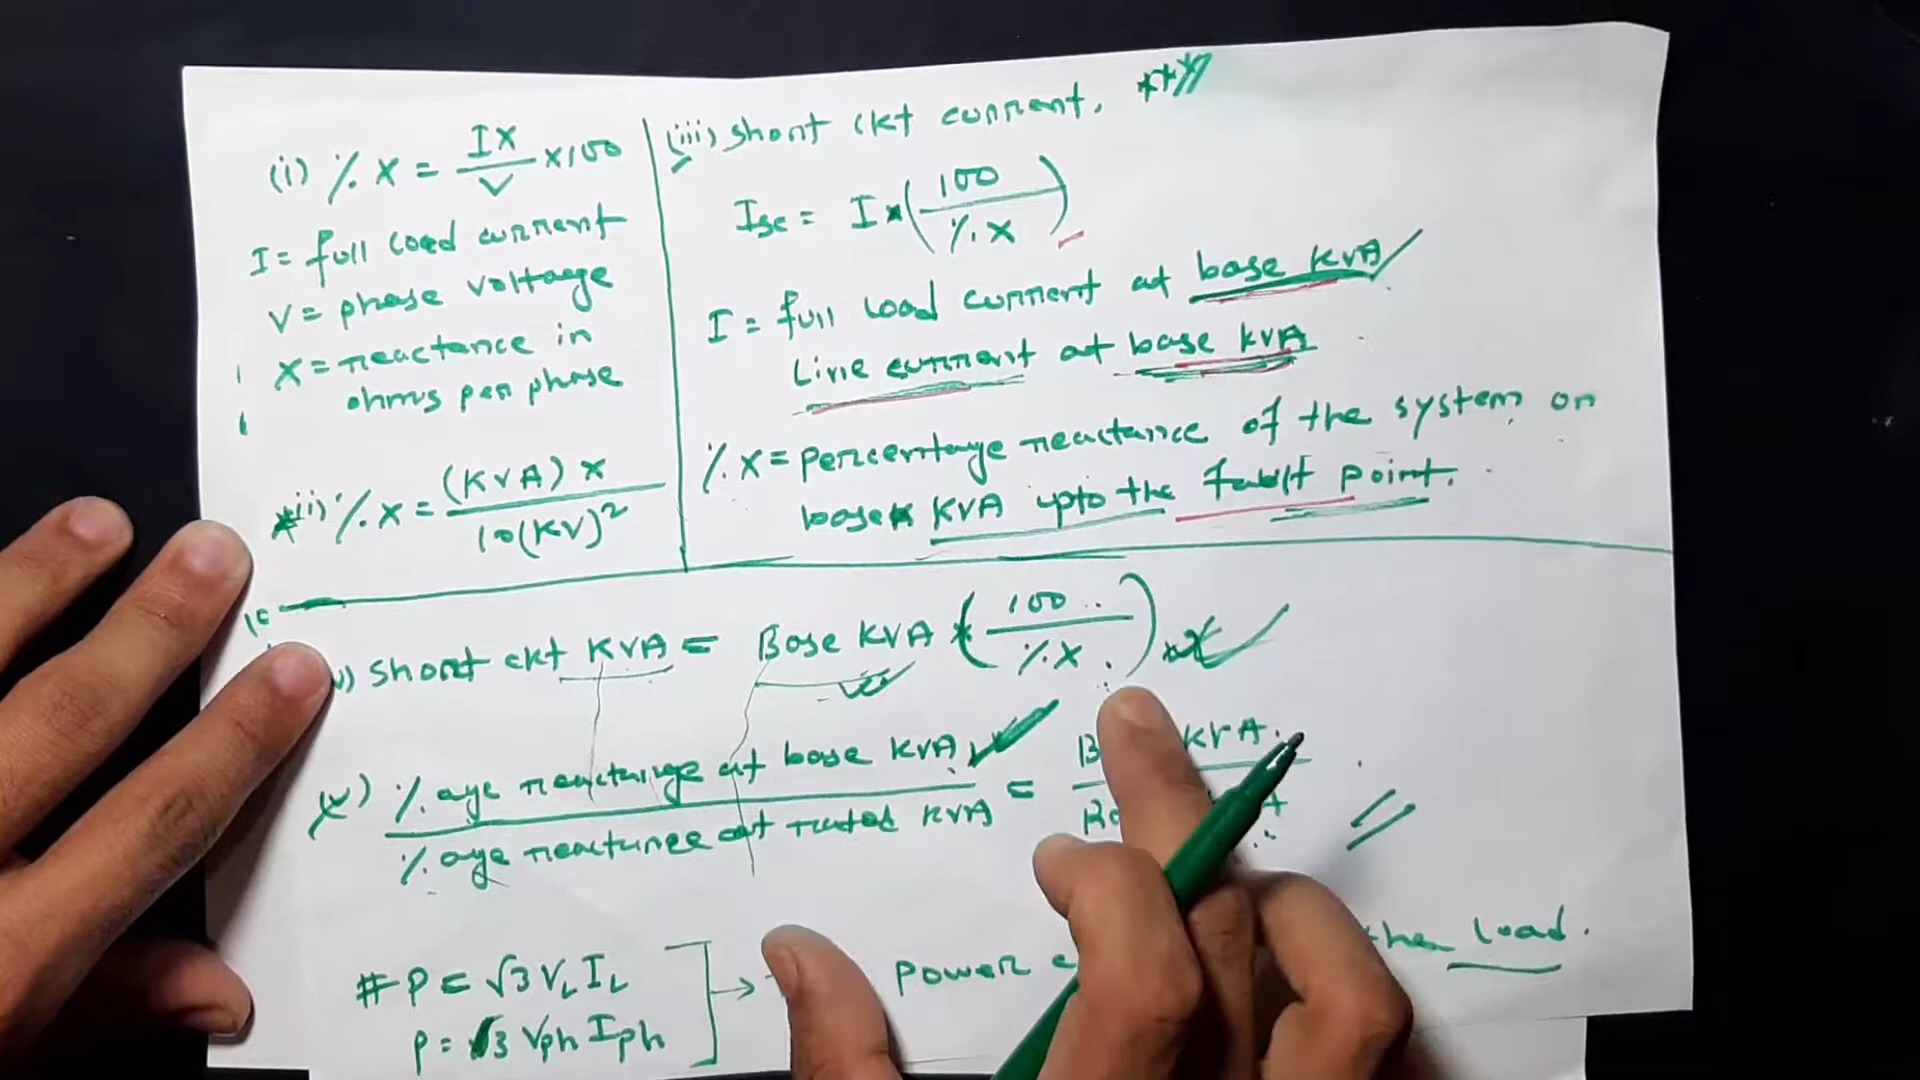 (i) % X = IX/V ×100
I = full load current
V = phase voltage
X = reactance in
ohms per phase
*(ii) % X = (KVA) X / 10(KV)²
(iii) Short ckt current. ***
Isc = I × (100 / % X)
I = full load current at base KVA
Line current at base KVA
% X = percentage reactance of the system on
base KVA upto the fault point.
Short ckt KVA = Base KVA × (100 / % X)
v) % age reactance at base KVA / % age reactance at rated KVA = KVA
# P = √3 VL IL
P = √3 Vph Iph
Power
the load.